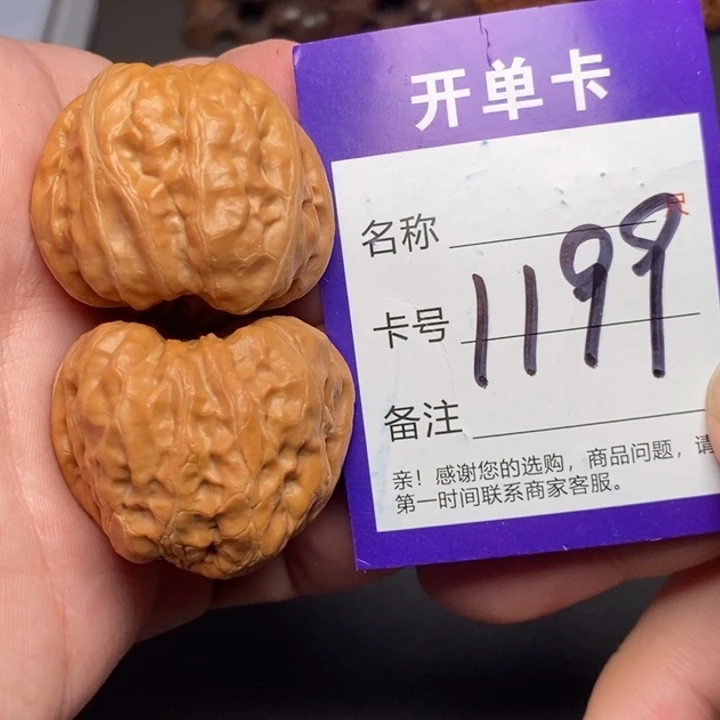 开单卡
名称
1199
卡号
备注
亲！感谢您的选购，商品问题，请
第一时间联系商家客服。